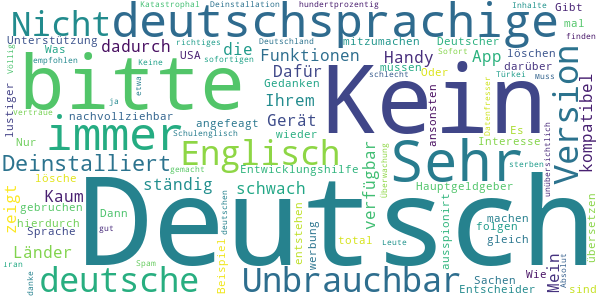 Katastrophal Deinstallation hundertprozentig Inhalte
Nicht deutschsprachige Gibt
Unterstützung Deutschland Deutscher mal
Völlig Was dadurch die mitzumachen finden
empfohlen richtiges sofortigen Sofort löschen
bitte USA Funktionen Handy App darüber
Keine etwa Dafür müssen Oder
lustiger Gedanken schlecht Türkei Muss
ja Ihrem Kein Version kompatibel
nachvollziehbar angefeagt Gerät ansonsten Datenfresser
Vertraue immer wieder Es
Nur Schulenglisch Englisch verfügbar Sehr Interesse unübersichtlich
Deinstalliert Entwicklungshilfe Überwachung sterben
zeigt lösche gemacht schwach Hauptgeldgeber
Kaum ständig
gebruchen Dann deutschen Deutsch ausspioniert machen
Sprache hierdurch gut Beispiel werbung entstehen folgen übersetzen
Länder total Leute gleich
iran Spam Mein Wie Absolut
danke deutsche Unbrauchbar Sachen sind
Entscheider